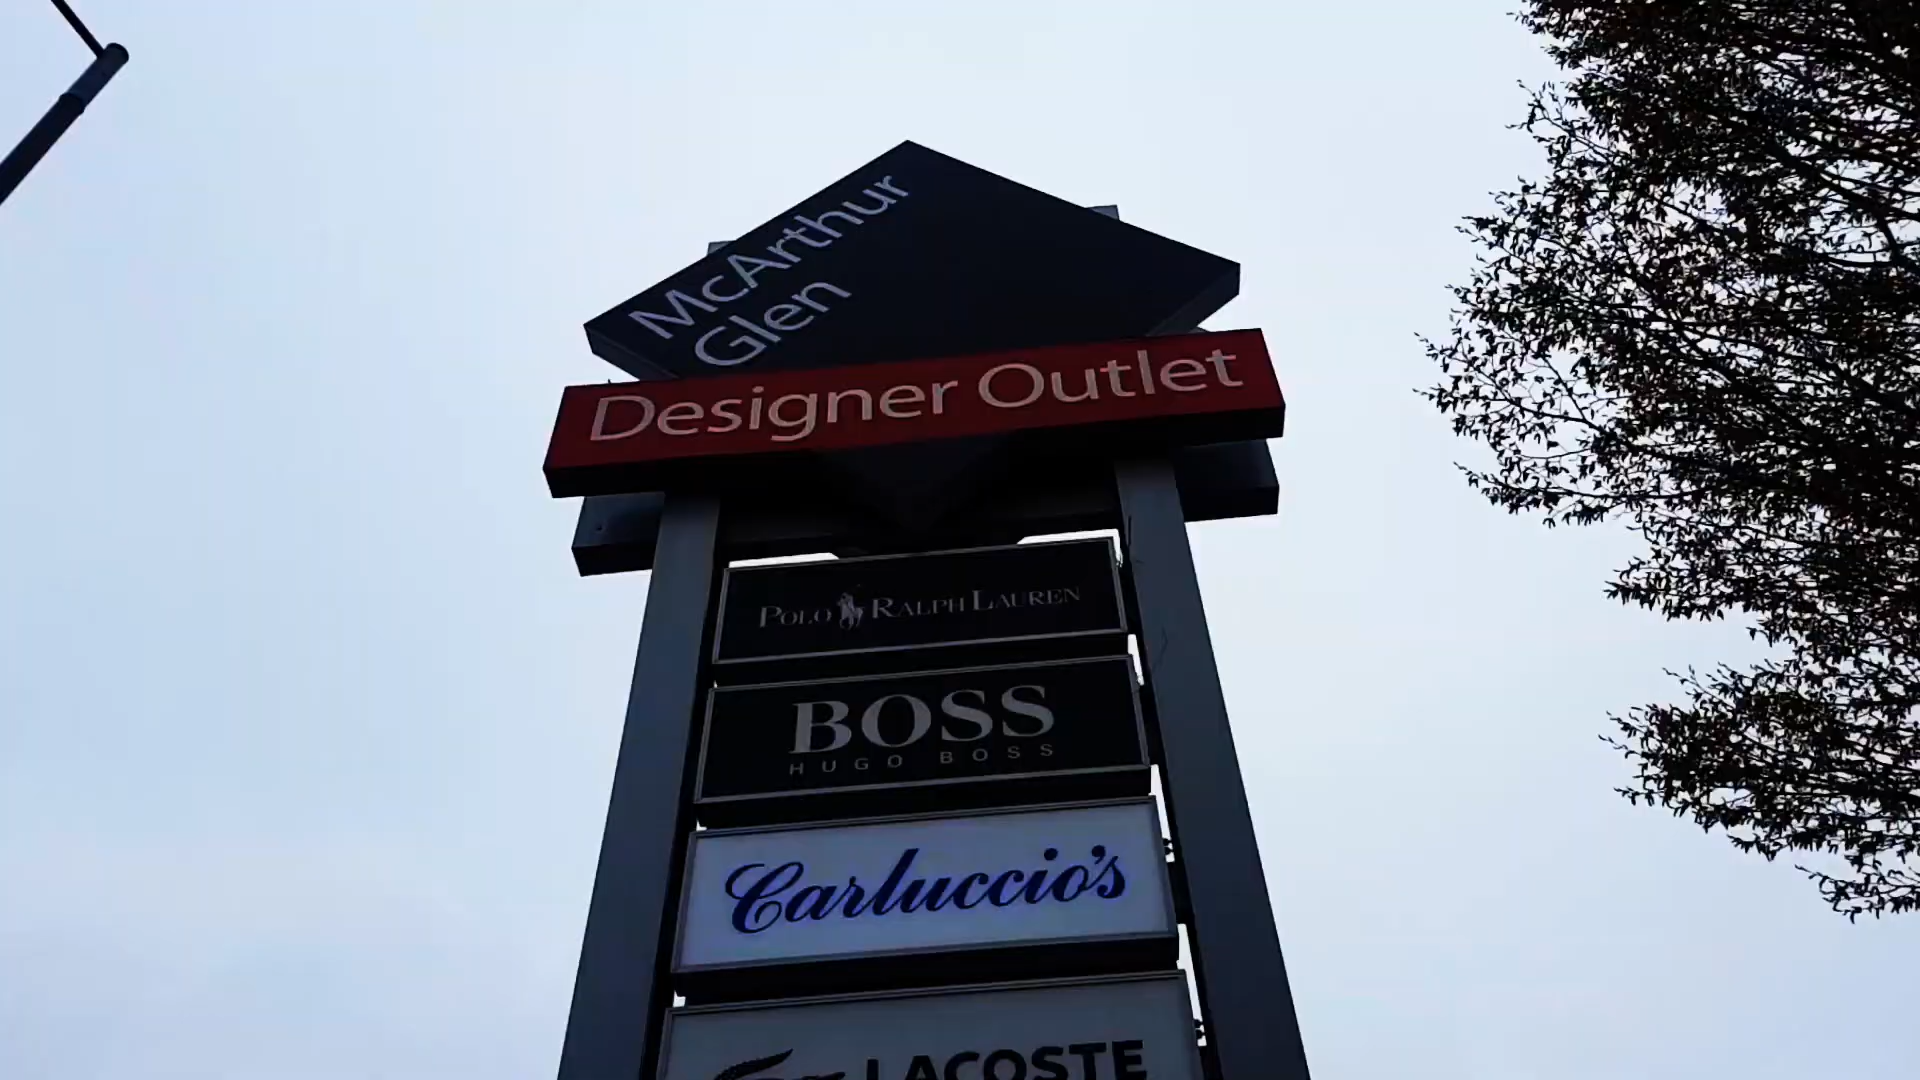 McArthur
Glen
Designer Outlet
POLO RALPH LAUREN
BOSS
HUGO BOSS
Carluccio's
LACOSTE